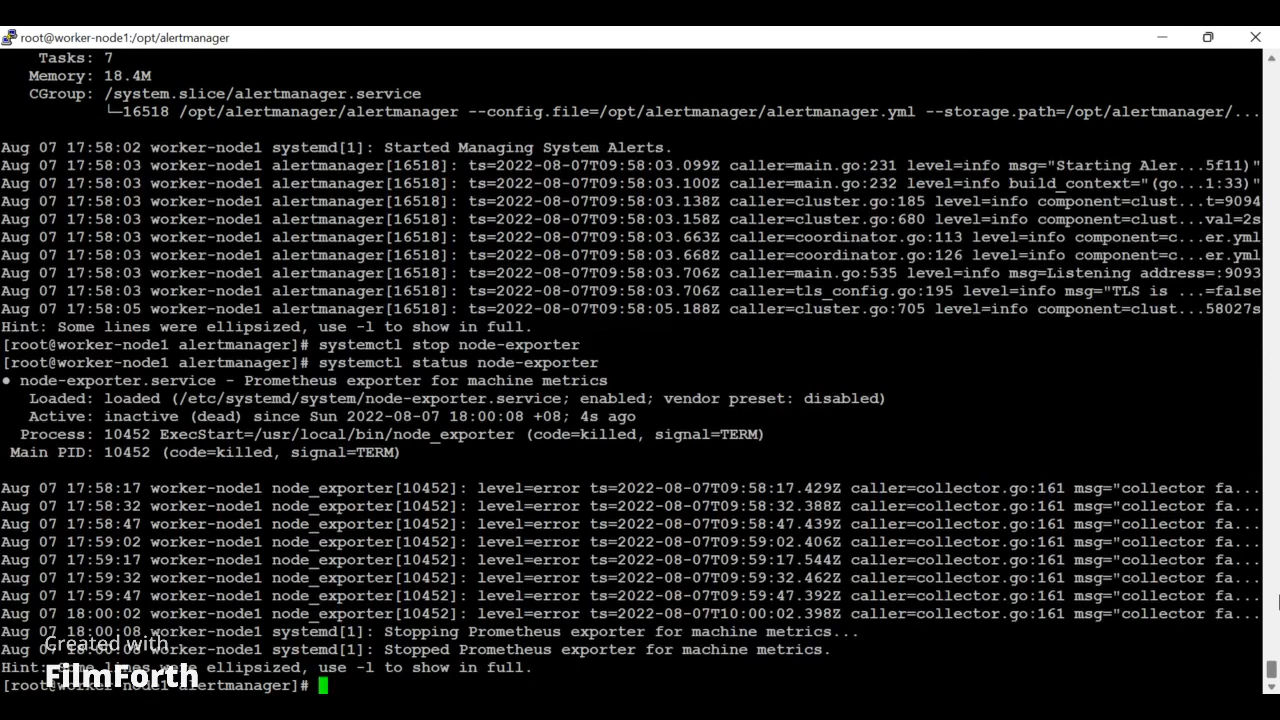 root@worker-node1:/opt/alertmanager
Tasks: 7
Memory: 18.4M
CGroup: /system.slice/alertmanager.service
└─16518 /opt/alertmanager/alertmanager --config.file=/opt/alertmanager/alertmanager.yml --storage.path=/opt/alertmanager/...
Aug 07 17:58:02 worker-node1 systemd[1]: Started Managing System Alerts.
Aug 07 17:58:03 worker-node1 alertmanager[16518]: ts=2022-08-07T09:58:03.099Z caller=main.go:231 level=info msg="Starting Aler...5f11)"
Aug 07 17:58:03 worker-node1 alertmanager[16518]: ts=2022-08-07T09:58:03.100Z caller=main.go:232 level=info build_context="(go...1:33)"
Aug 07 17:58:03 worker-node1 alertmanager[16518]: ts=2022-08-07T09:58:03.138Z caller=cluster.go:185 level=info component=clust...t=9094
Aug 07 17:58:03 worker-node1 alertmanager[16518]: ts=2022-08-07T09:58:03.158Z caller=cluster.go:680 level=info component=clust...val=2s
Aug 07 17:58:03 worker-node1 alertmanager[16518]: ts=2022-08-07T09:58:03.663Z caller=coordinator.go:113 level=info component=c...er.yml
Aug 07 17:58:03 worker-node1 alertmanager[16518]: ts=2022-08-07T09:58:03.668Z caller=coordinator.go:126 level=info component=c...er.yml
Aug 07 17:58:03 worker-node1 alertmanager[16518]: ts=2022-08-07T09:58:03.706Z caller=main.go:535 level=info msg=Listening address=:9093
Aug 07 17:58:03 worker-node1 alertmanager[16518]: ts=2022-08-07T09:58:03.706Z caller=tls_config.go:195 level=info msg="TLS is ...=false
Aug 07 17:58:05 worker-node1 alertmanager[16518]: ts=2022-08-07T09:58:05.188Z caller=cluster.go:705 level=info component=clust...58027s
Hint: Some lines were ellipsized, use -l to show in full.
[root@worker-node1 alertmanager]# systemctl stop node-exporter
[root@worker-node1 alertmanager]# systemctl status node-exporter
● node-exporter.service - Prometheus exporter for machine metrics
Loaded: loaded (/etc/systemd/system/node-exporter.service; enabled; vendor preset: disabled)
Active: inactive (dead) since Sun 2022-08-07 18:00:08 +08; 4s ago
Process: 10452 ExecStart=/usr/local/bin/node_exporter (code=killed, signal=TERM)
Main PID: 10452 (code=killed, signal=TERM)
Aug 07 17:58:17 worker-node1 node_exporter[10452]: level=error ts=2022-08-07T09:58:17.429Z caller=collector.go:161 msg="collector fa...
Aug 07 17:58:32 worker-node1 node_exporter[10452]: level=error ts=2022-08-07T09:58:32.388Z caller=collector.go:161 msg="collector fa...
Aug 07 17:58:47 worker-node1 node_exporter[10452]: level=error ts=2022-08-07T09:58:47.439Z caller=collector.go:161 msg="collector fa...
Aug 07 17:59:02 worker-node1 node_exporter[10452]: level=error ts=2022-08-07T09:59:02.406Z caller=collector.go:161 msg="collector fa...
Aug 07 17:59:17 worker-node1 node_exporter[10452]: level=error ts=2022-08-07T09:59:17.544Z caller=collector.go:161 msg="collector fa...
Aug 07 17:59:32 worker-node1 node_exporter[10452]: level=error ts=2022-08-07T09:59:32.462Z caller=collector.go:161 msg="collector fa...
Aug 07 17:59:47 worker-node1 node_exporter[10452]: level=error ts=2022-08-07T09:59:47.392Z caller=collector.go:161 msg="collector fa...
Aug 07 18:00:02 worker-node1 node_exporter[10452]: level=error ts=2022-08-07T10:00:02.398Z caller=collector.go:161 msg="collector fa...
Aug 07 18:00:08 worker-node1 systemd[1]: Stopping Prometheus exporter for machine metrics...
Aug 07 18:00:08 worker-node1 systemd[1]: Stopped Prometheus exporter for machine metrics.
Hint: Some lines were ellipsized, use -l to show in full.
[root@worker-node1 alertmanager]#
Created with
FilmForth